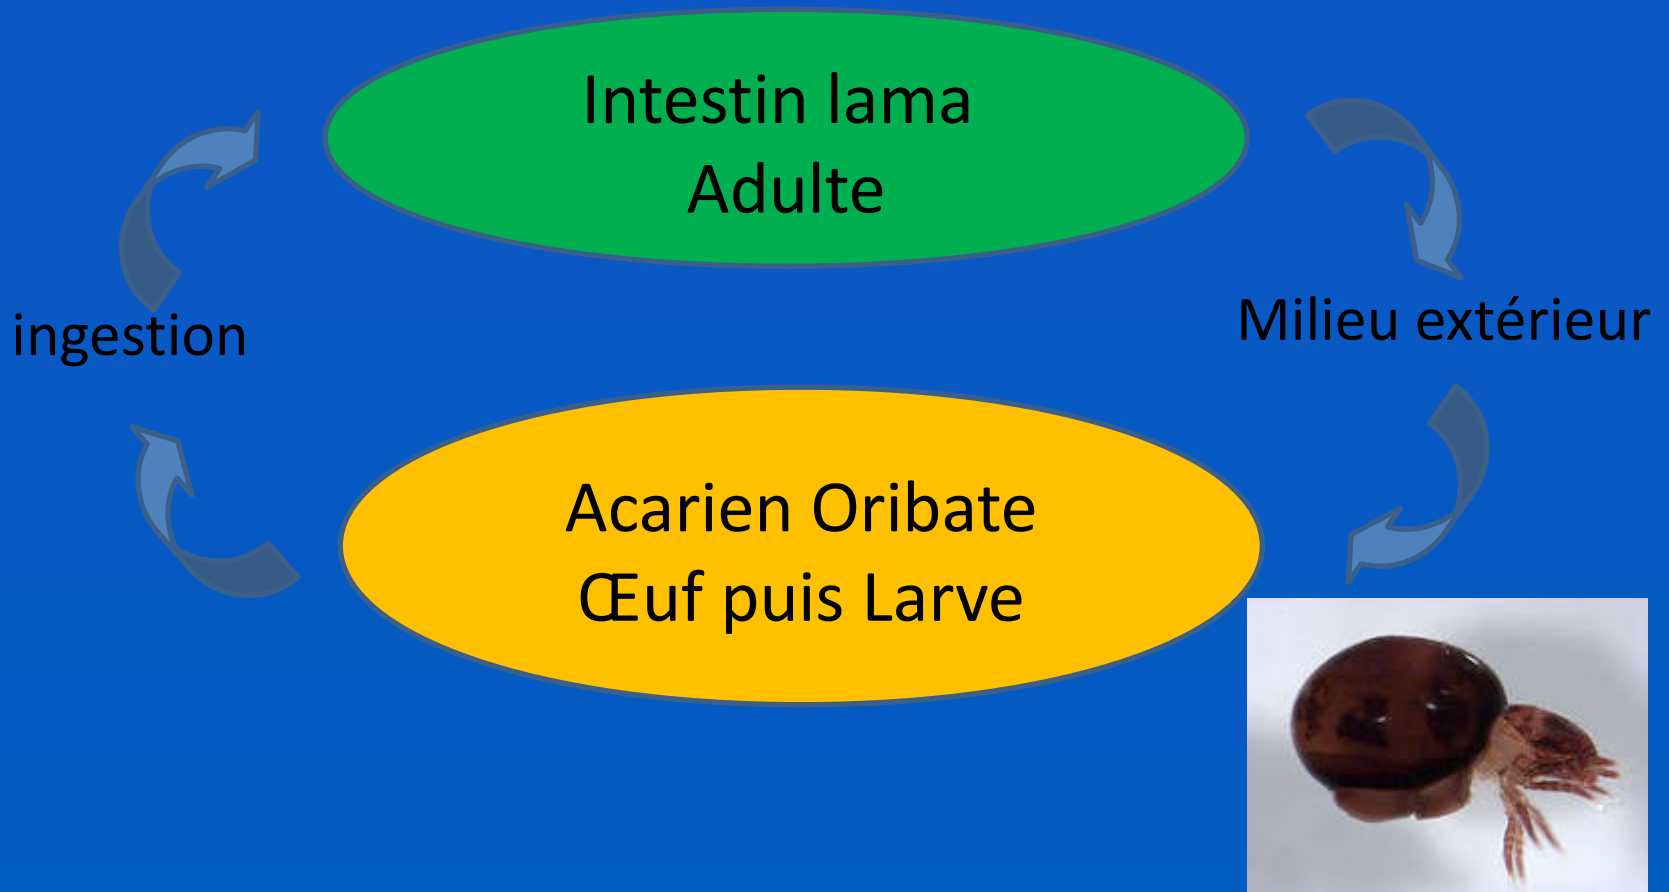 Intestin lama
Adulte
ingestion
Milieu extérieur
Acarien Oribate
Œuf puis Larve